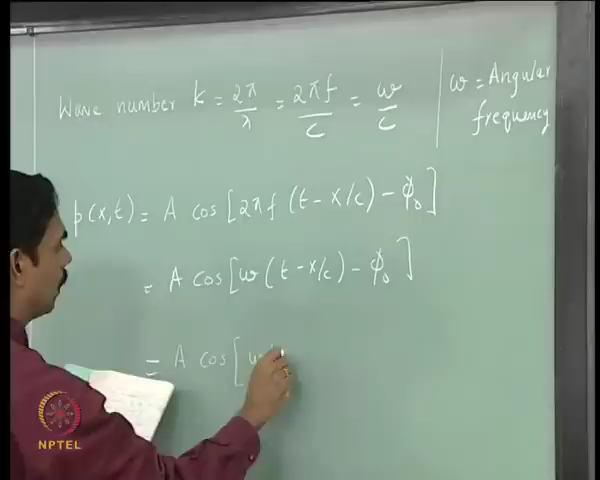 Wave number k = 2π/λ = 2πf/c = ω/c | ω = Angular frequency
p(x,t) = A cos[2πf (t - x/c) - φ₀]
= A cos[ω(t - x/c) - φ₀]
= A cos[ω
NPTEL